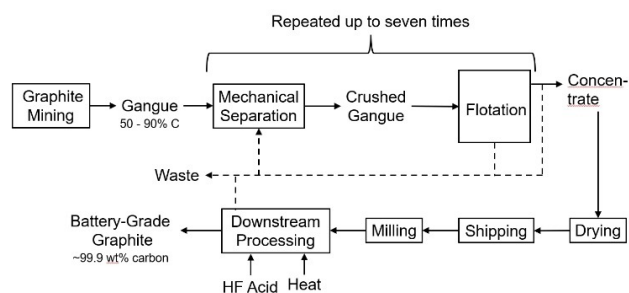 Repeated up to seven times
Graphite
Mining
Gangue
50 - 90% C
Mechanical
Separation
Crushed
Gangue
Flotation
Concen-
trate
Waste
Battery-Grade
Graphite
~99.9 wt% carbon
Downstream
Processing
Milling
Shipping
Drying
HF Acid
Heat